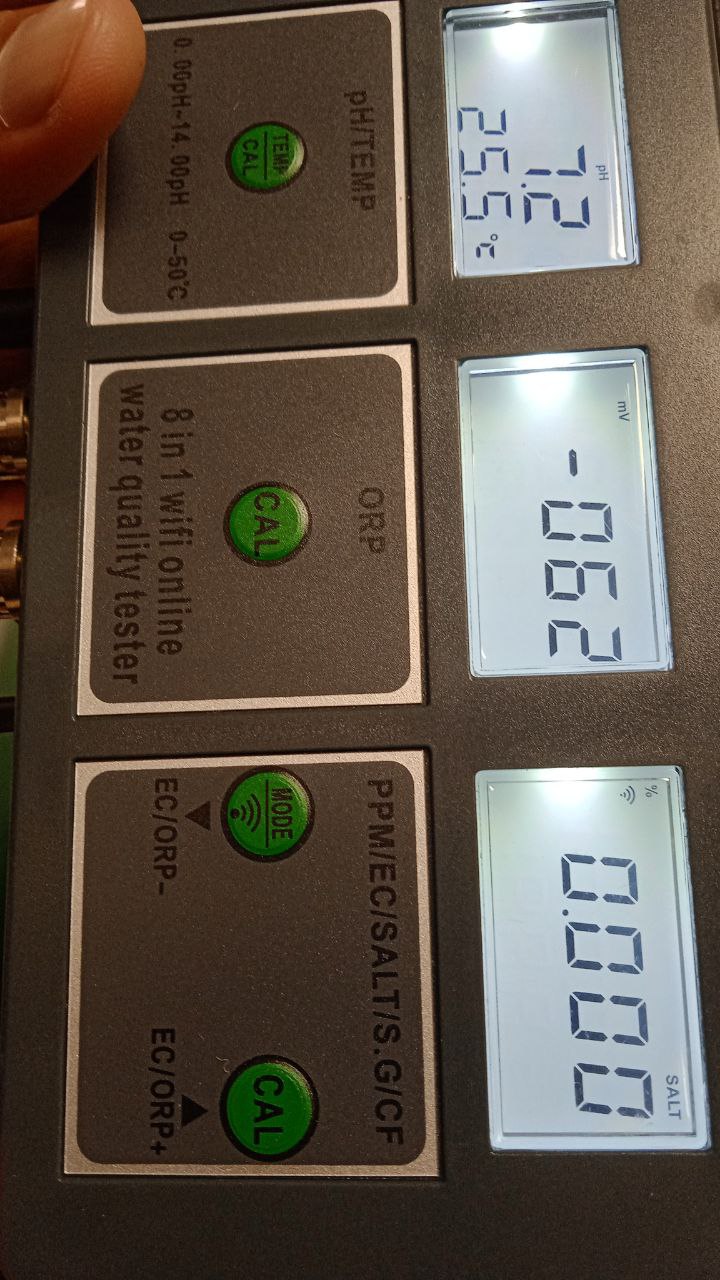 pH
7.2
25.5 °C
mV
-062
% SALT
0.000
pH/TEMP
TEMP
CAL
0.00pH~14.00pH 0-50℃
ORP
CAL
8 in 1 wifi online
water quality tester
PPM/EC/SALT/S.G/CF
MODE
CAL
EC/ORP-
EC/ORP+